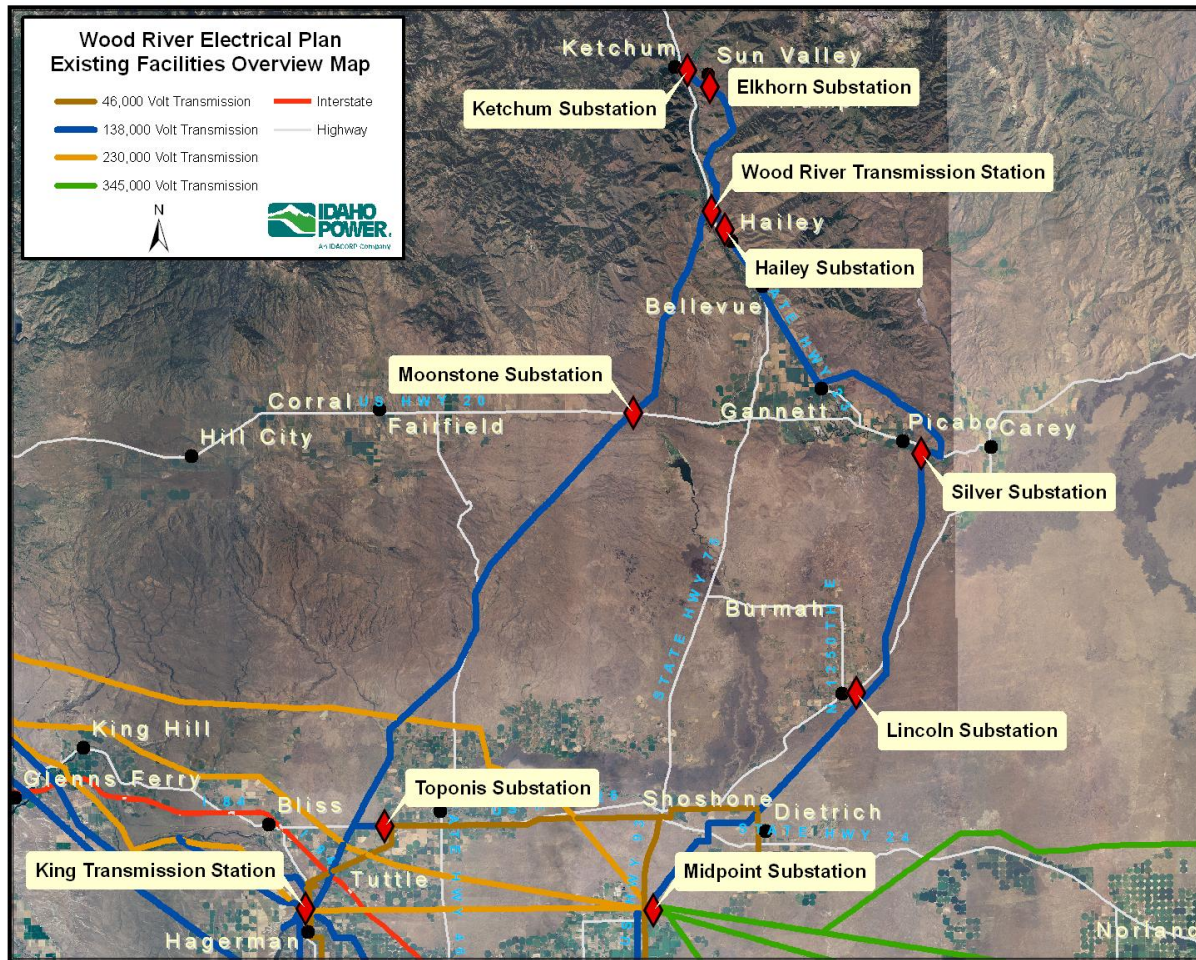 Wood River Electrical Plan
Existing Facilities Overview Map
46,000 Volt Transmission
Interstate
138,000 Volt Transmission
Highway
230,000 Volt Transmission
345,000 Volt Transmission
N
IDAHO
POWER
An IDACORP Company
Ketchum
Sun Valley
Ketchum Substation
Elkhorn Substation
Wood River Transmission Station
Hailey
Hailey Substation
Bellevue
Moonstone Substation
Corral
US HWY 20
Fairfield
Hill City
Gannett
Picabo
Carey
Silver Substation
STATE HWY 75
Burmah
Lincoln Substation
King Hill
Glenns Ferry
Bliss
Toponis Substation
Shoshone
Dietrich
STATE HWY 24
King Transmission Station
Tuttle
Midpoint Substation
Hagerman
Norland